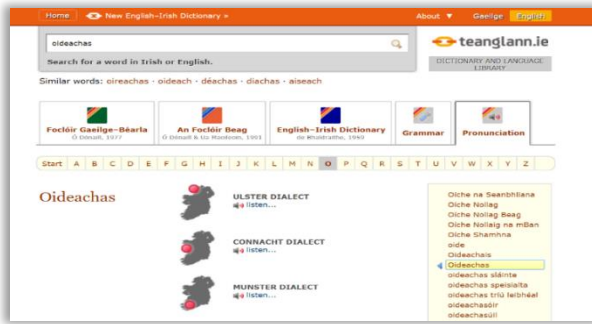 Home New English-Irish Dictionary » About ▼ Gaeilge English
oideachas
Search for a word in Irish or English.
teanglann.ie
DICTIONARY AND LANGUAGE
LIBRARY
Similar words: oireachas · oideach · déachas · diachas · aiseach
Foclóir Gaeilge–Béarla
Ó Dónaill, 1977
An Foclóir Beag
Ó Dónaill & Ua Maoileoin, 1991
English–Irish Dictionary
de Bhaldraithe, 1959
Grammar
Pronunciation
Start A B C D E F G H I J K L M N O P Q R S T U V W X Y Z
Oideachas
ULSTER DIALECT
listen...
CONNACHT DIALECT
listen...
MUNSTER DIALECT
listen...
Oíche na Seanbhliana
Oíche Nollag
Oíche Nollag Beag
Oíche Nollaig na mBan
Oíche Shamhna
oide
Oideachais
Oideachas
oideachas sláinte
oideachas speisialta
oideachas tríú leibhéal
oideachasóir
oideachasúil